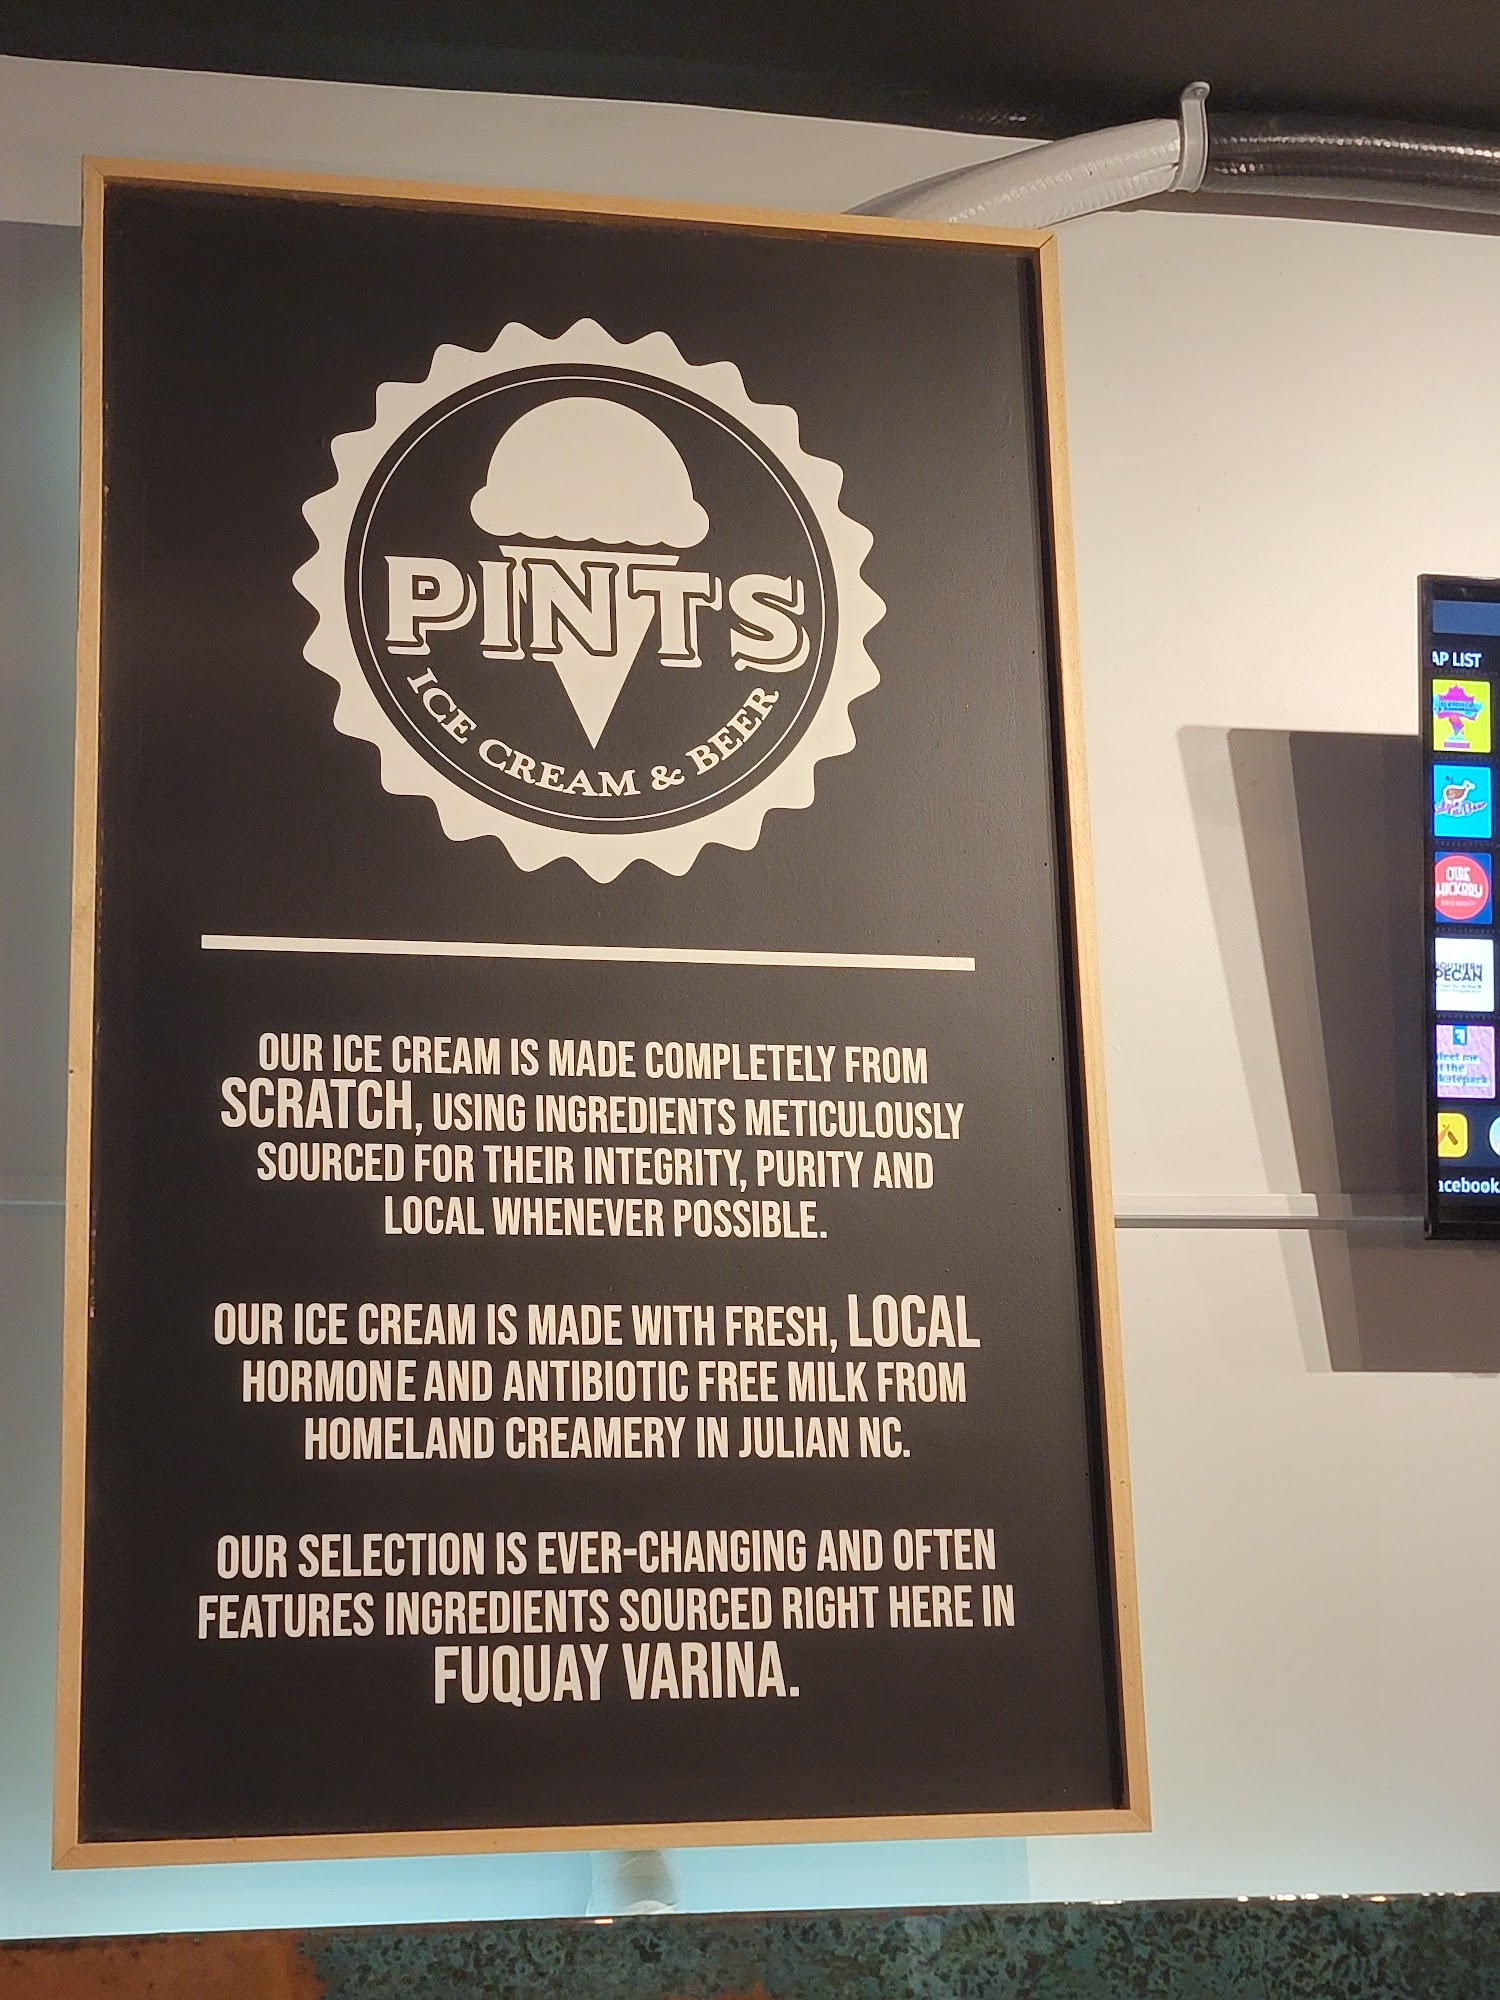 PINTS
ICE CREAM & BEER
OUR ICE CREAM IS MADE COMPLETELY FROM
SCRATCH, USING INGREDIENTS METICULOUSLY
SOURCED FOR THEIR INTEGRITY, PURITY AND
LOCAL WHENEVER POSSIBLE.
OUR ICE CREAM IS MADE WITH FRESH, LOCAL
HORMONE AND ANTIBIOTIC FREE MILK FROM
HOMELAND CREAMERY IN JULIAN NC.
OUR SELECTION IS EVER-CHANGING AND OFTEN
FEATURES INGREDIENTS SOURCED RIGHT HERE IN
FUQUAY VARINA.
AP LIST
OLDE
HICKORY
SOUTHERN
PECAN
acebook.